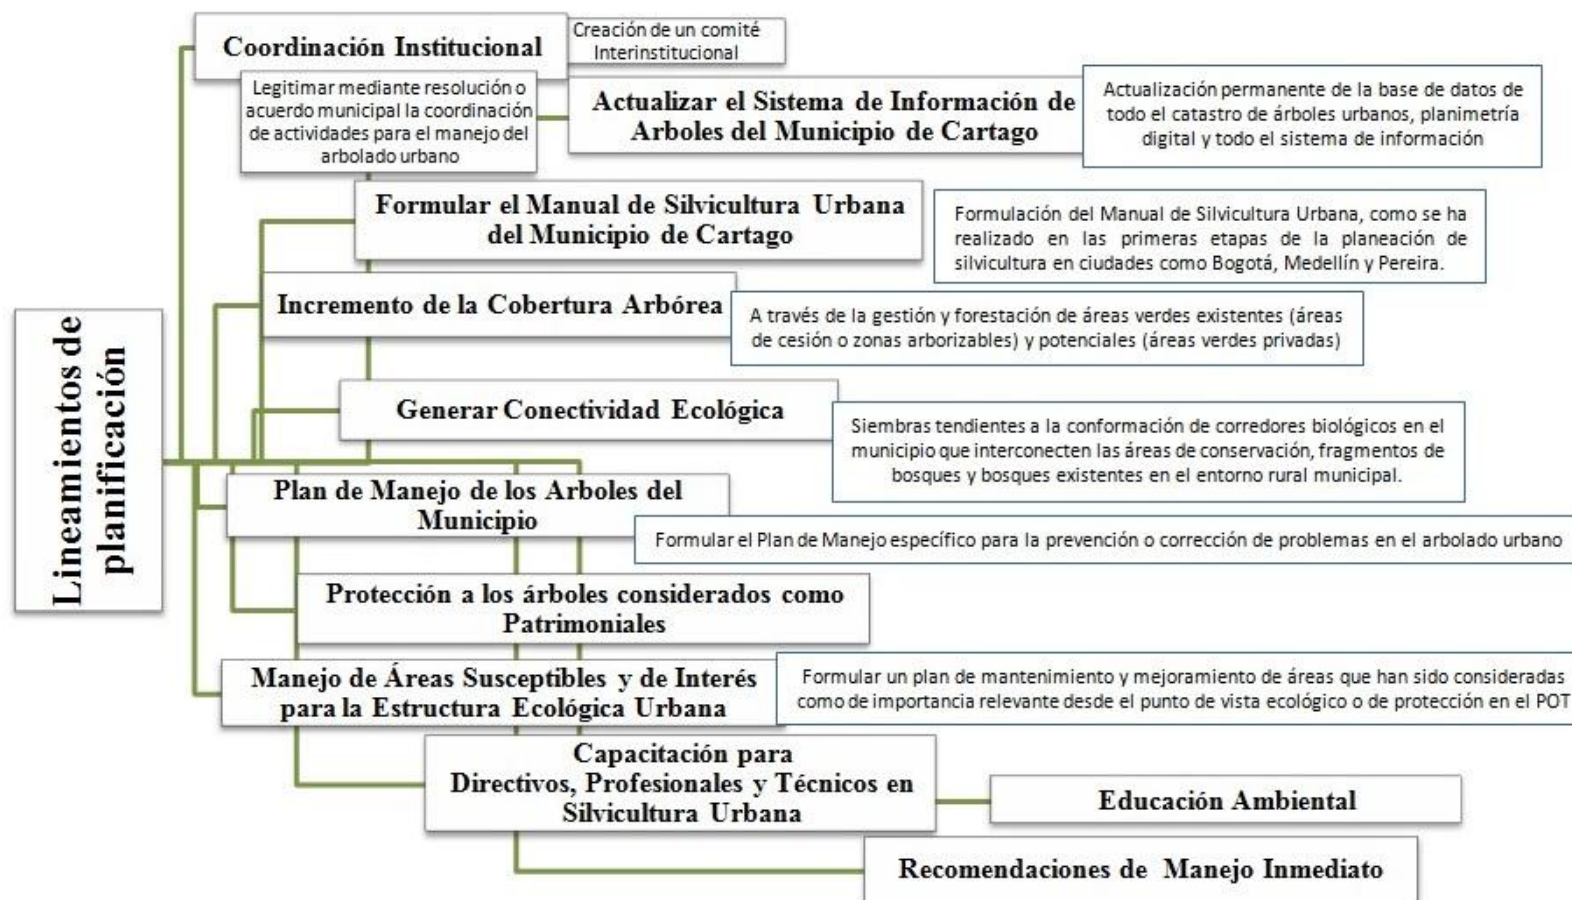 Lineamientos de
planificación
Coordinación Institucional
Creación de un comité
Interinstitucional
Legitimar mediante resolución o
acuerdo municipal la coordinación
de actividades para el manejo del
arbolado urbano
Actualizar el Sistema de Información de
Arboles del Municipio de Cartago
Actualización permanente de la base de datos de
todo el catastro de árboles urbanos, planimetría
digital y todo el sistema de información
Formular el Manual de Silvicultura Urbana
del Municipio de Cartago
Formulación del Manual de Silvicultura Urbana, como se ha
realizado en las primeras etapas de la planeación de
silvicultura en ciudades como Bogotá, Medellín y Pereira.
Incremento de la Cobertura Arbórea
A través de la gestión y forestación de áreas verdes existentes (áreas
de cesión o zonas arborizables) y potenciales (áreas verdes privadas)
Generar Conectividad Ecológica
Siembras tendientes a la conformación de corredores biológicos en el
municipio que interconecten las áreas de conservación, fragmentos de
bosques y bosques existentes en el entorno rural municipal.
Plan de Manejo de los Arboles del
Municipio
Formular el Plan de Manejo específico para la prevención o corrección de problemas en el arbolado urbano
Protección a los árboles considerados como
Patrimoniales
Manejo de Áreas Susceptibles y de Interés
para la Estructura Ecológica Urbana
Formular un plan de mantenimiento y mejoramiento de áreas que han sido consideradas
como de importancia relevante desde el punto de vista ecológico o de protección en el POT
Capacitación para
Directivos, Profesionales y Técnicos en
Silvicultura Urbana
Educación Ambiental
Recomendaciones de Manejo Inmediato